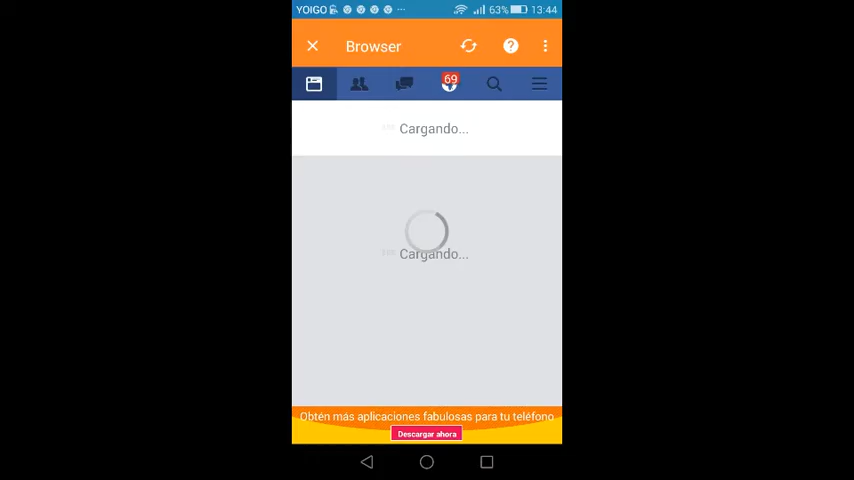 YOIGO 63% 13:44
Browser
69
Cargando...
Cargando...
Obtén más aplicaciones fabulosas para tu teléfono
Descargar ahora